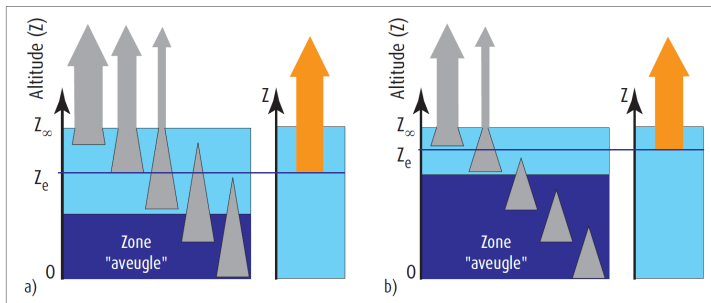 Altitude (Z)
Z∞
Ze
0
Zone
"aveugle"
a)
Z
Altitude (Z)
Z∞
Ze
0
Zone
"aveugle"
b)
Z